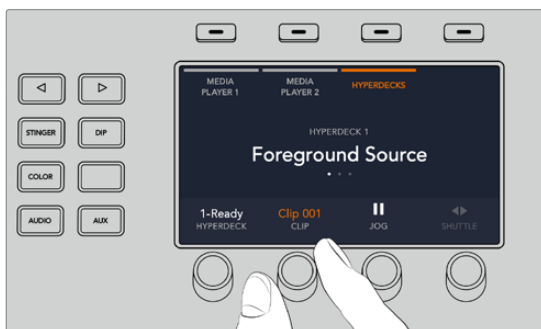 MEDIA
PLAYER 1
MEDIA
PLAYER 2
HYPERDECKS
HYPERDECK 1
Foreground Source
1-Ready
HYPERDECK
Clip 001
CLIP
JOG
SHUTTLE
STINGER
DIP
COLOR
AUDIO
AUX